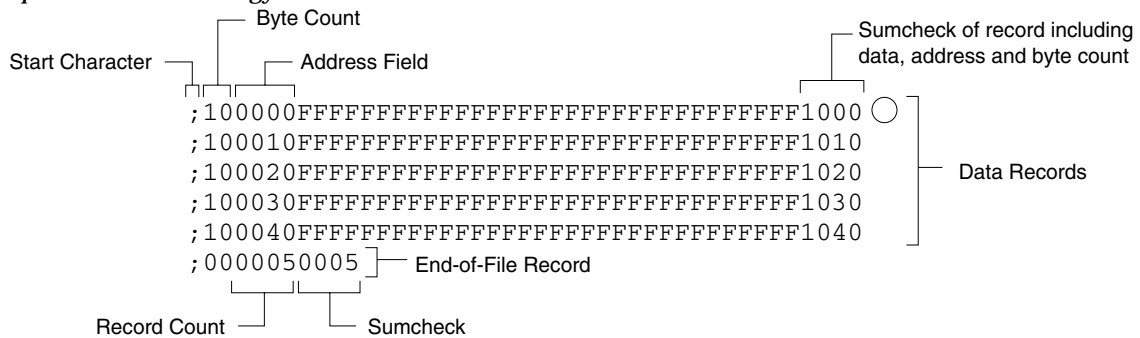 Byte Count
Sumcheck of record including
data, address and byte count
Start Character
Address Field
;100000FFFFFFFFFFFFFFFFFFFFFFFFFFFFFFFF1000
;100010FFFFFFFFFFFFFFFFFFFFFFFFFFFFFFFF1010
;100020FFFFFFFFFFFFFFFFFFFFFFFFFFFFFFFF1020
;100030FFFFFFFFFFFFFFFFFFFFFFFFFFFFFFFF1030
;100040FFFFFFFFFFFFFFFFFFFFFFFFFFFFFFFF1040
Data Records
;0000050005
End-of-File Record
Record Count
Sumcheck